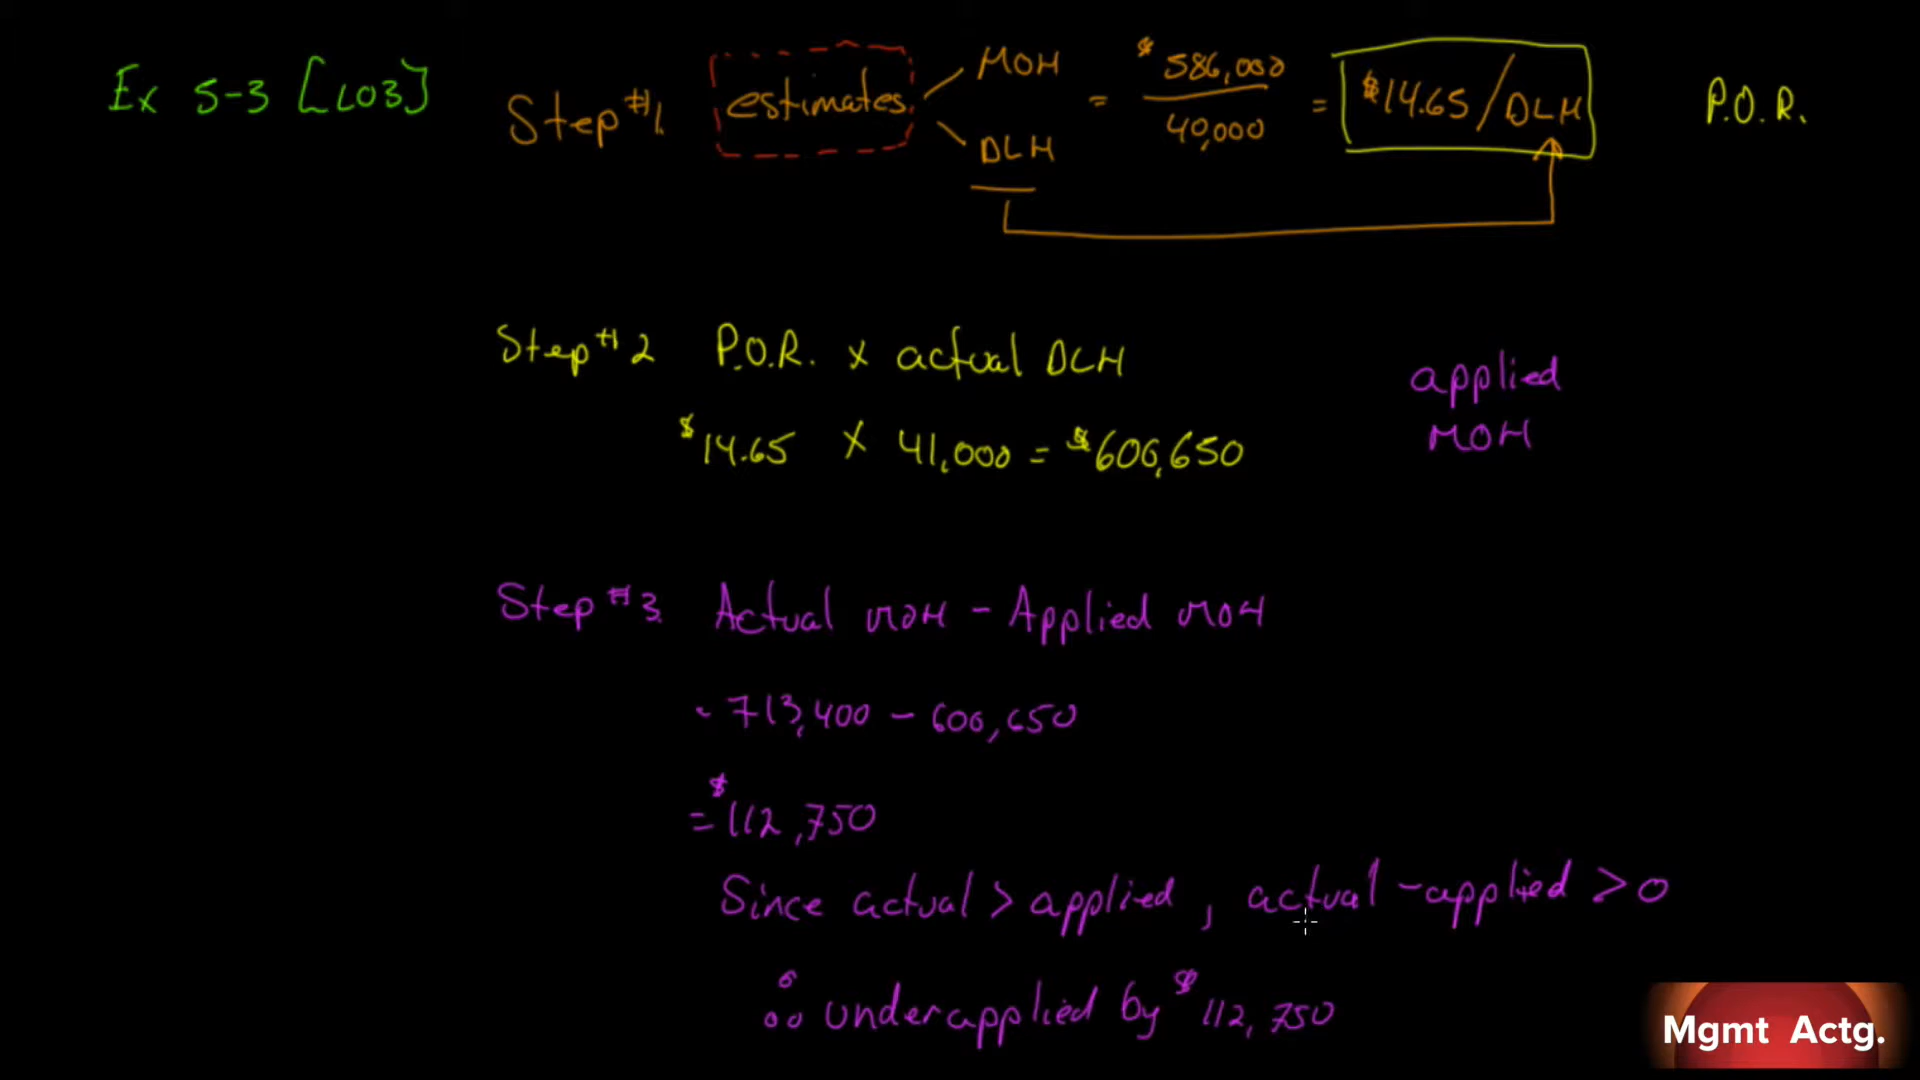 Ex 5-3 [LO3]
Step #1. estimates MOH = $586,000 = $14.65/DLH P.O.R.
DLH 40,000
Step #2 P.O.R. x actual DLH
applied
MOH
$14.65 x 41,000 = $600,650
Step #3. Actual MOH - Applied MOH
= 713,400 - 600,650
= $112,750
Since actual > applied, actual - applied > 0
∴ underapplied by $112,750
Mgmt Actg.